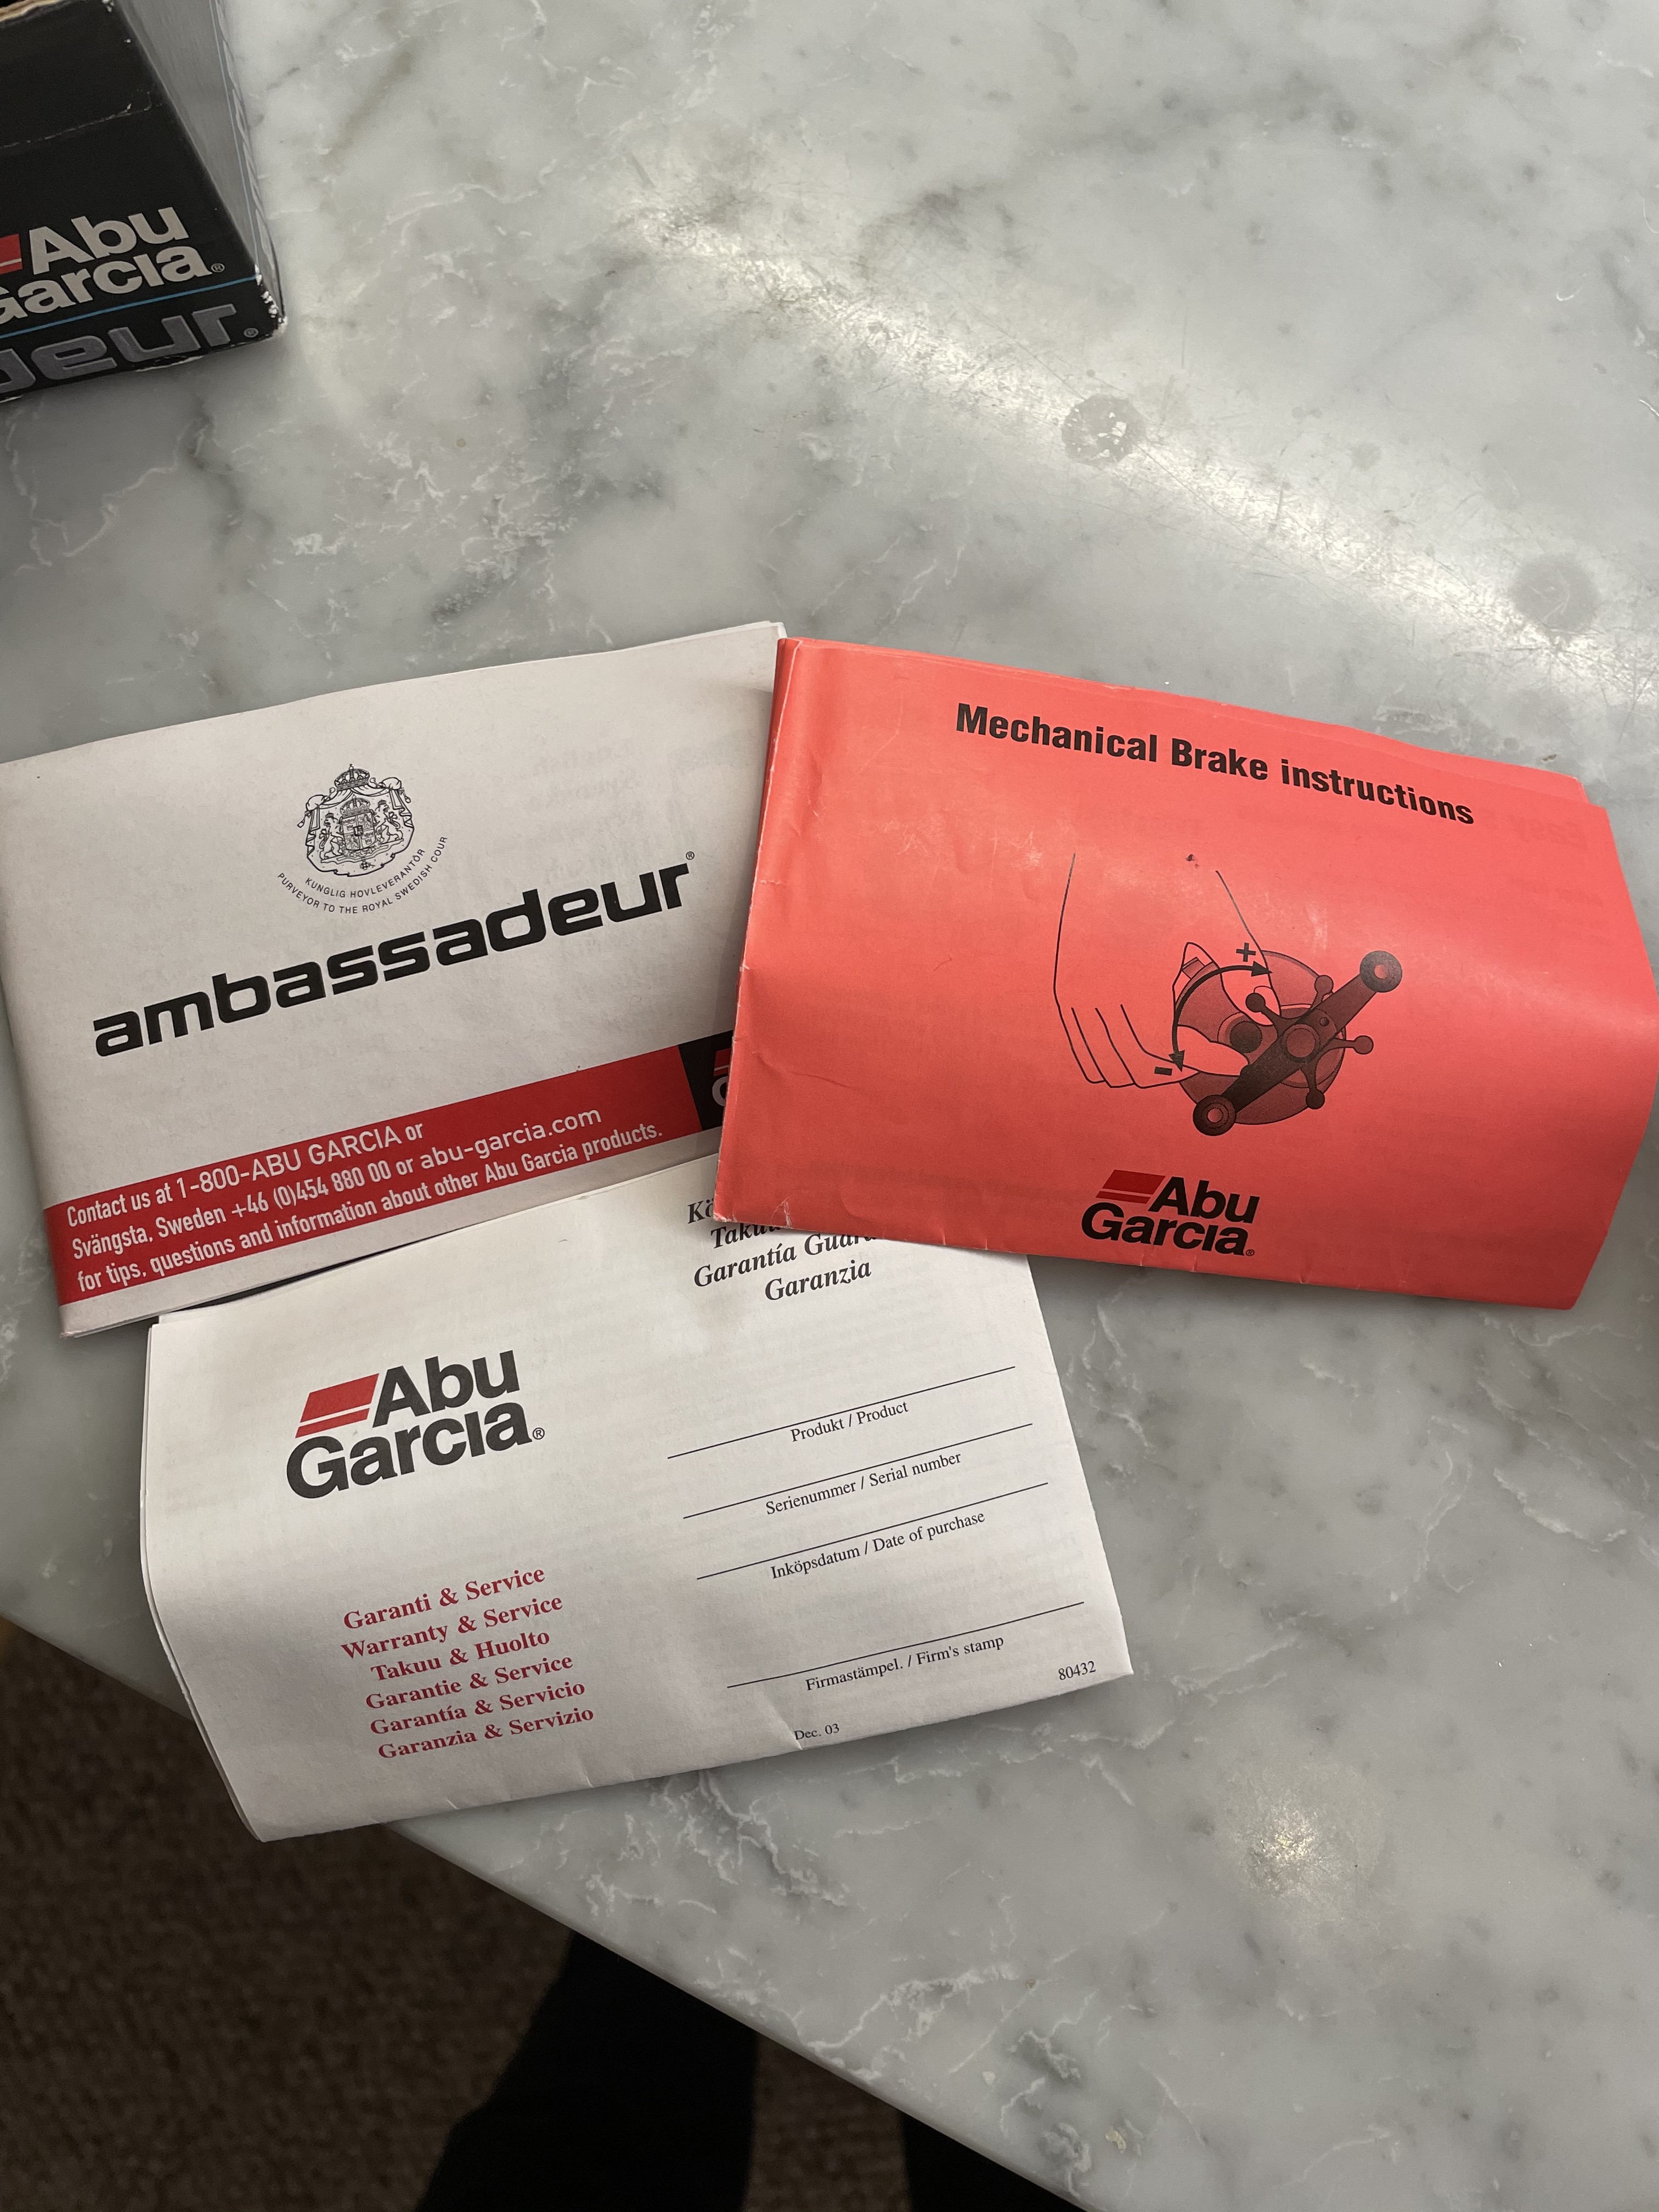 Abu
Garcia®
deur®
KUNGLIG HOVLEVERANTÖR
PURVEYOR TO THE ROYAL SWEDISH COUR
ambassadeur®
Contact us at 1-800-ABU GARCIA or
Svängsta, Sweden +46 (0)454 880 00 or abu-garcia.com
for tips, questions and information about other Abu Garcia products.
Mechanical Brake instructions
+
-
Abu
Garcia®
Garantía
Garanzia
Abu
Garcia®
Produkt / Product
Serienummer / Serial number
Inköpsdatum / Date of purchase
Firmastämpel. / Firm's stamp
80432
Dec. 03
Garanti & Service
Warranty & Service
Takuu & Huolto
Garantie & Service
Garantía & Servicio
Garanzia & Servizio